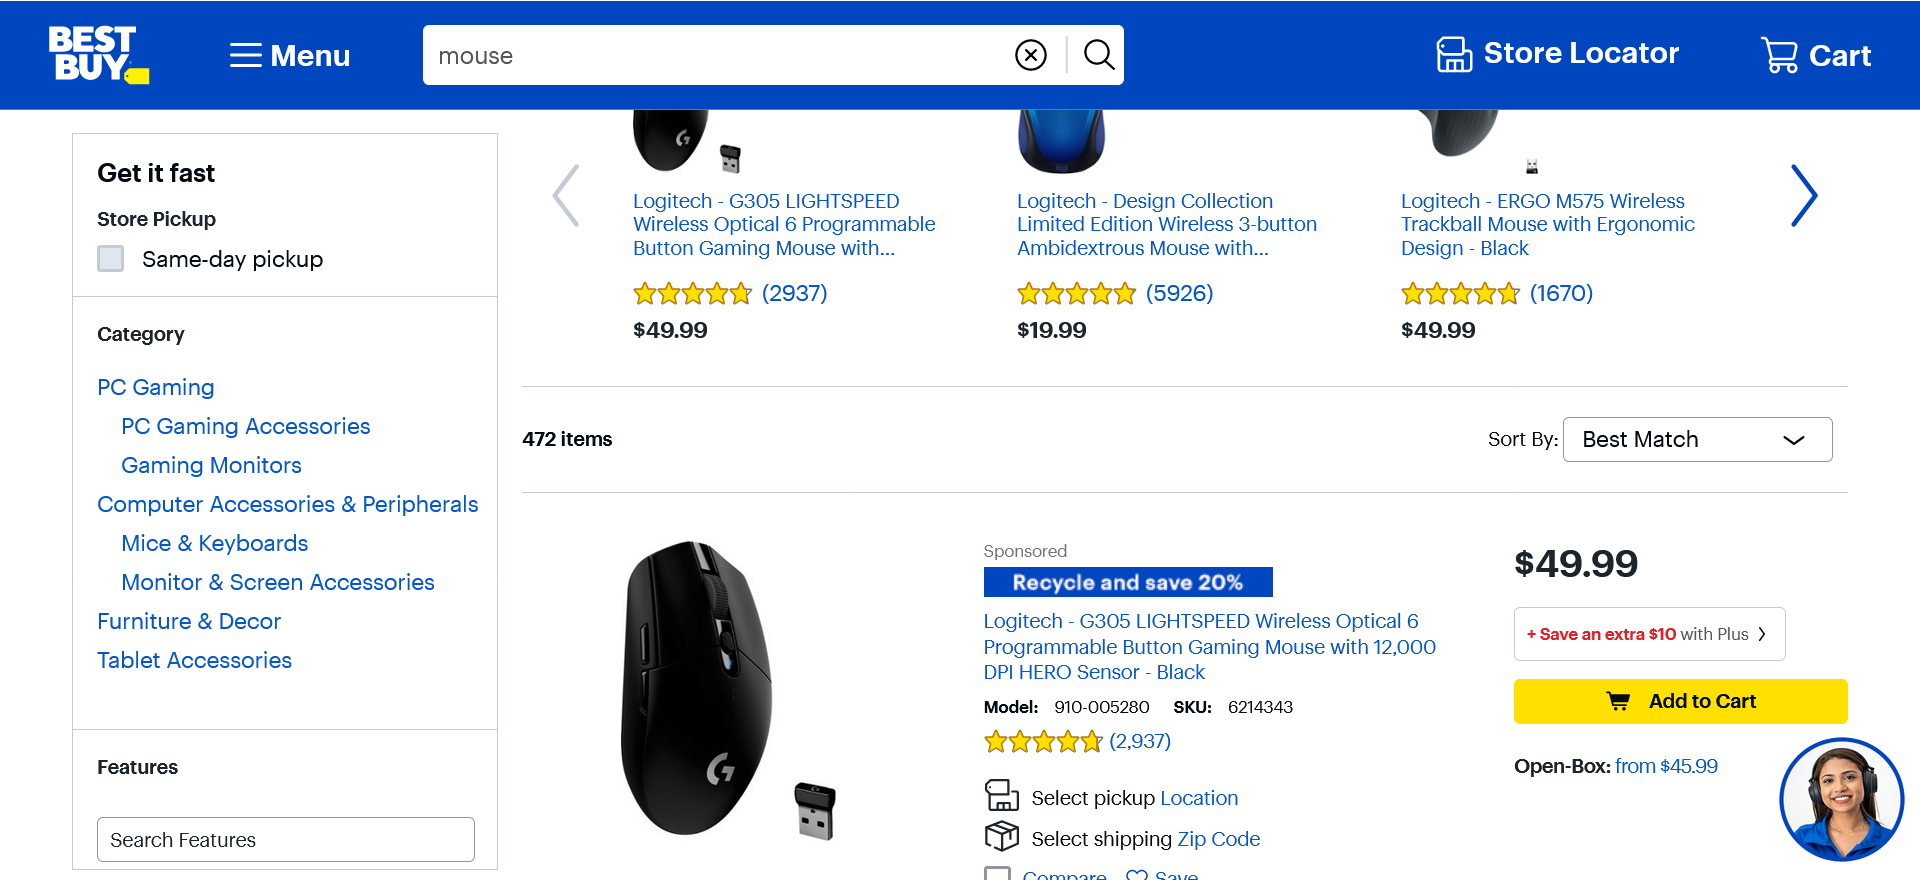 BEST
BUY
Menu
mouse
Store Locator
Cart
Get it fast
Store Pickup
Same-day pickup
Category
PC Gaming
PC Gaming Accessories
Gaming Monitors
Computer Accessories & Peripherals
Mice & Keyboards
Monitor & Screen Accessories
Furniture & Decor
Tablet Accessories
Features
Search Features
Logitech - G305 LIGHTSPEED
Wireless Optical 6 Programmable
Button Gaming Mouse with...
(2937)
$49.99
Logitech - Design Collection
Limited Edition Wireless 3-button
Ambidextrous Mouse with...
(5926)
$19.99
Logitech - ERGO M575 Wireless
Trackball Mouse with Ergonomic
Design - Black
(1670)
$49.99
472 items
Sort By: Best Match
Sponsored
Recycle and save 20%
Logitech - G305 LIGHTSPEED Wireless Optical 6
Programmable Button Gaming Mouse with 12,000
DPI HERO Sensor - Black
Model: 910-005280 SKU: 6214343
(2,937)
Select pickup Location
Select shipping Zip Code
Compare Save
$49.99
+ Save an extra $10 with Plus
Add to Cart
Open-Box: from $45.99